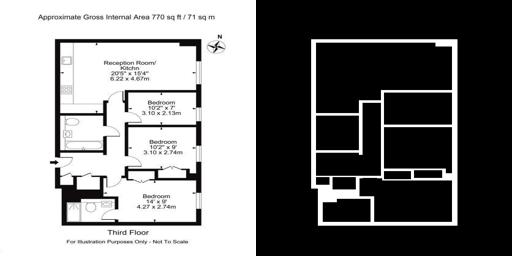 Approximate Gross Internal Area 770 sq ft / 71 sq m
N
Reception Room/
Kitchn
20'5" x 15'4"
6.22 x 4.67m
Bedroom
10'2" x 7'
3.10 x 2.13m
Bedroom
10'2" x 9'
3.10 x 2.74m
Bedroom
14' x 9'
4.27 x 2.74m
Third Floor
For Illustration Purposes Only - Not To Scale